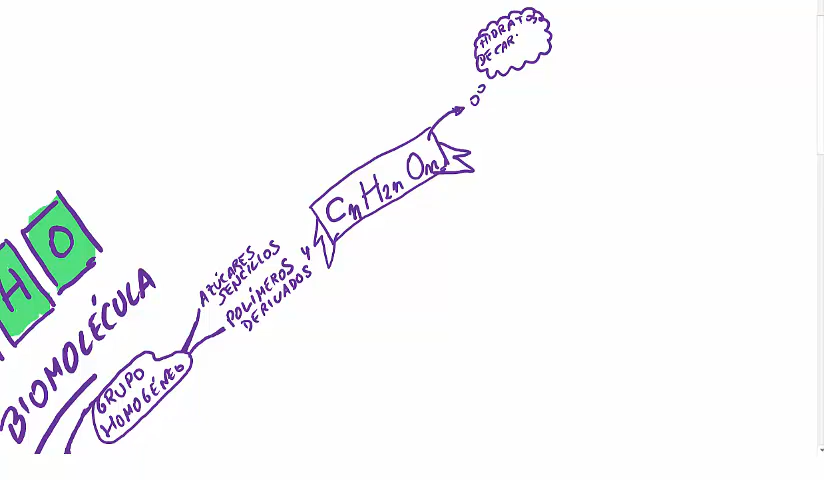 HIDRATOS
DE CAR.
CnH2nOn
H O
BIOMOLÉCULA
AZÚCARES
SENCILLOS
POLÍMEROS Y
DERIVADOS
GRUPO
HOMOGÉNEO